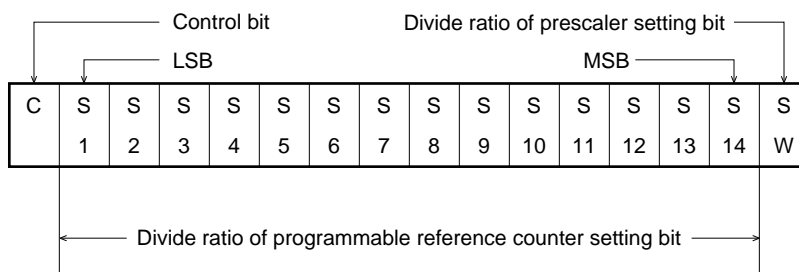 Control bit Divide ratio of prescaler setting bit
LSB MSB
C S S S S S S S S S S S S S S S
1 2 3 4 5 6 7 8 9 10 11 12 13 14 W
Divide ratio of programmable reference counter setting bit